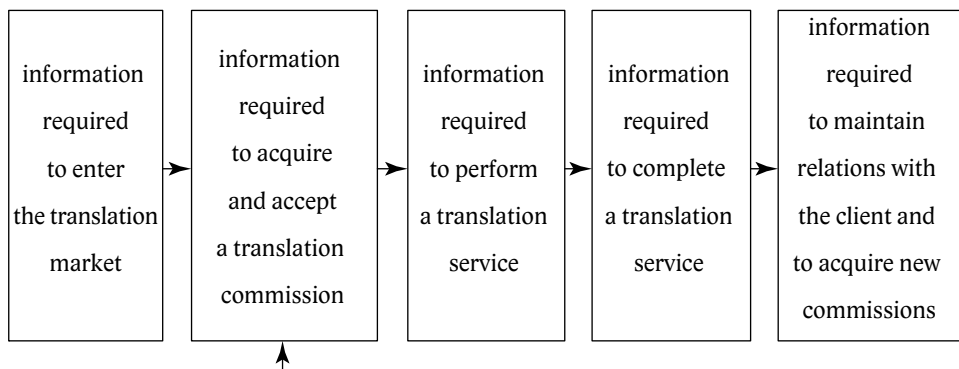 information
required
to enter
the translation
market
information
required
to acquire
and accept
a translation
commission
information
required
to perform
a translation
service
information
required
to complete
a translation
service
information
required
to maintain
relations with
the client and
to acquire new
commissions